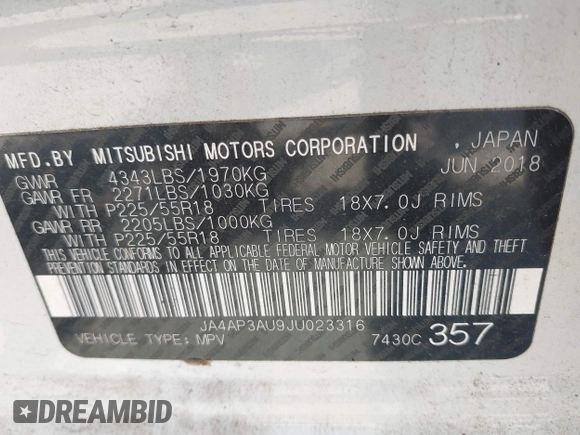 MFD.BY MITSUBISHI MOTORS CORPORATION , JAPAN
GVWR 4343LBS/1970KG JUN 2018
GAWR FR 2271LBS/1030KG
WITH P225/55R18 TIRES 18X7.0J RIMS
GAWR RR 2205LBS/1000KG
WITH P225/55R18 TIRES 18X7.0J RIMS
THIS VEHICLE CONFORMS TO ALL APPLICABLE FEDERAL MOTOR VEHICLE SAFETY AND THEFT
PREVENTION STANDARDS IN EFFECT ON THE DATE OF MANUFACTURE SHOWN ABOVE.
JA4AP3AU9JU023316
VEHICLE TYPE: MPV 7430C 357
DREAMBID